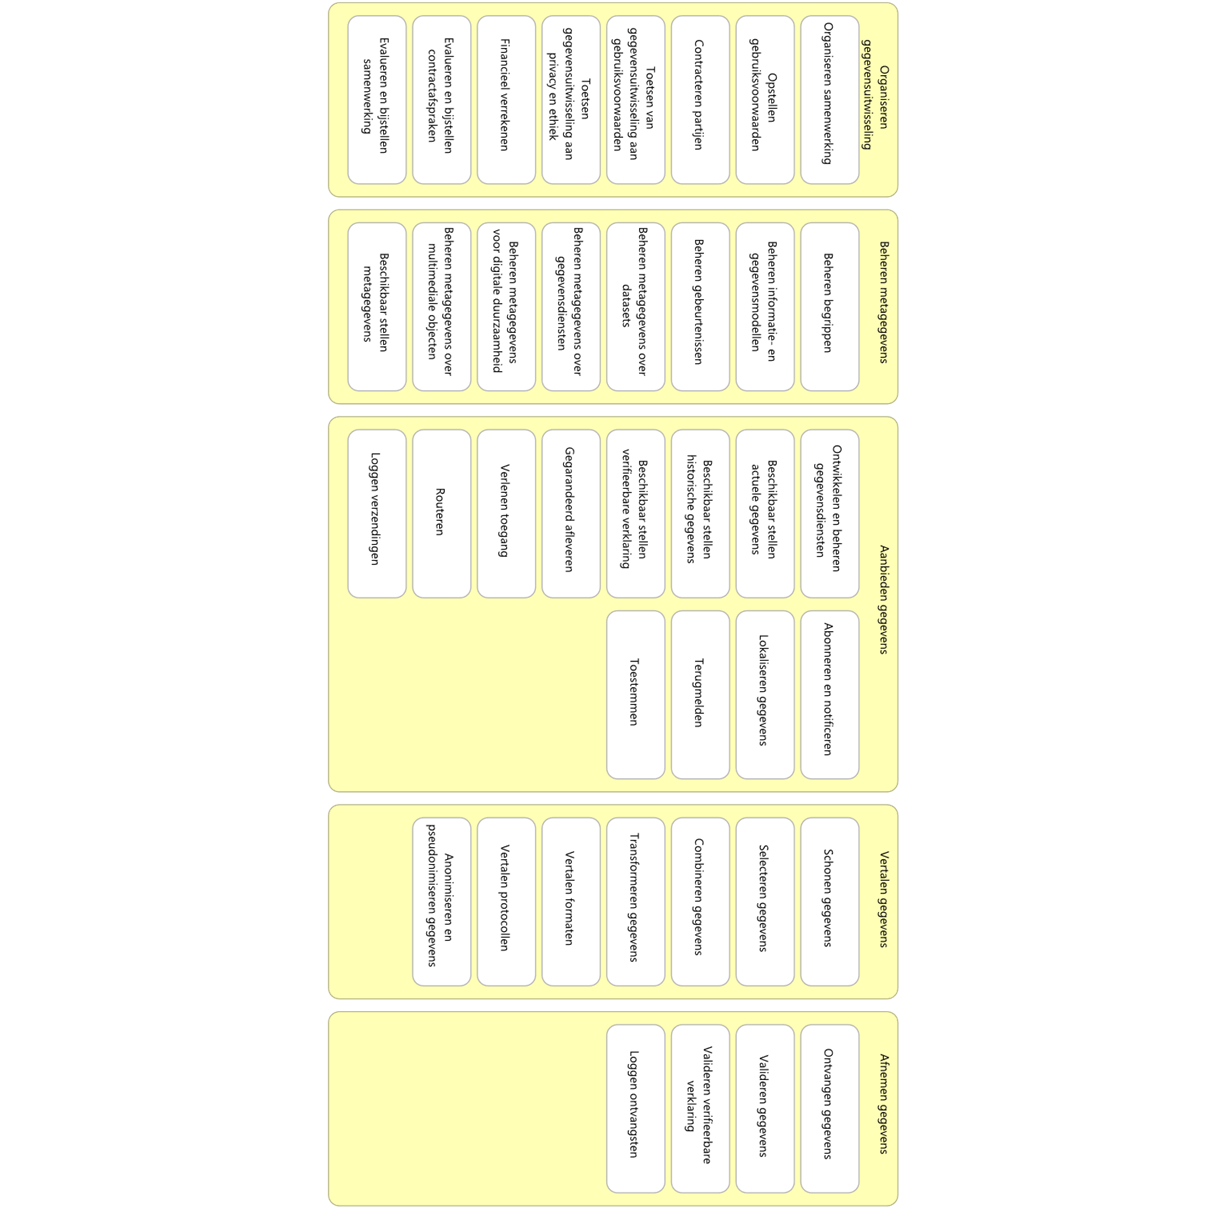 Organiseren
gegevensuitwisseling
Organiseren samenwerking
Opstellen
gebruiksvoorwaarden
Contracteren partijen
Toetsen van
gegevensuitwisseling aan
gebruiksvoorwaarden
Toetsen
gegevensuitwisseling aan
privacy en ethiek
Financieel verrekenen
Evalueren en bijstellen
contractafspraken
Evalueren en bijstellen
samenwerking
Beheren metagegevens
Beheren begrippen
Beheren informatie- en
gegevensmodellen
Beheren gebeurtenissen
Beheren metagegevens over
datasets
Beheren metagegevens over
gegevensdiensten
Beheren metagegevens
voor digitale duurzaamheid
Beheren metagegevens over
multimediale objecten
Beschikbaar stellen
metagegevens
Aanbieden gegevens
Ontwikkelen en beheren
gegevensdiensten
Beschikbaar stellen
actuele gegevens
Beschikbaar stellen
historische gegevens
Beschikbaar stellen
verifieerbare verklaring
Gegarandeerd afleveren
Verlenen toegang
Routeren
Loggen verzendingen
Abonneren en notificeren
Lokaliseren gegevens
Terugmelden
Toestemmen
Vertalen gegevens
Schonen gegevens
Selecteren gegevens
Combineren gegevens
Transformeren gegevens
Vertalen formaten
Vertalen protocollen
Anonimiseren en
pseudonimiseren gegevens
Afnemen gegevens
Ontvangen gegevens
Valideren gegevens
Valideren verifieerbare
verklaring
Loggen ontvangsten